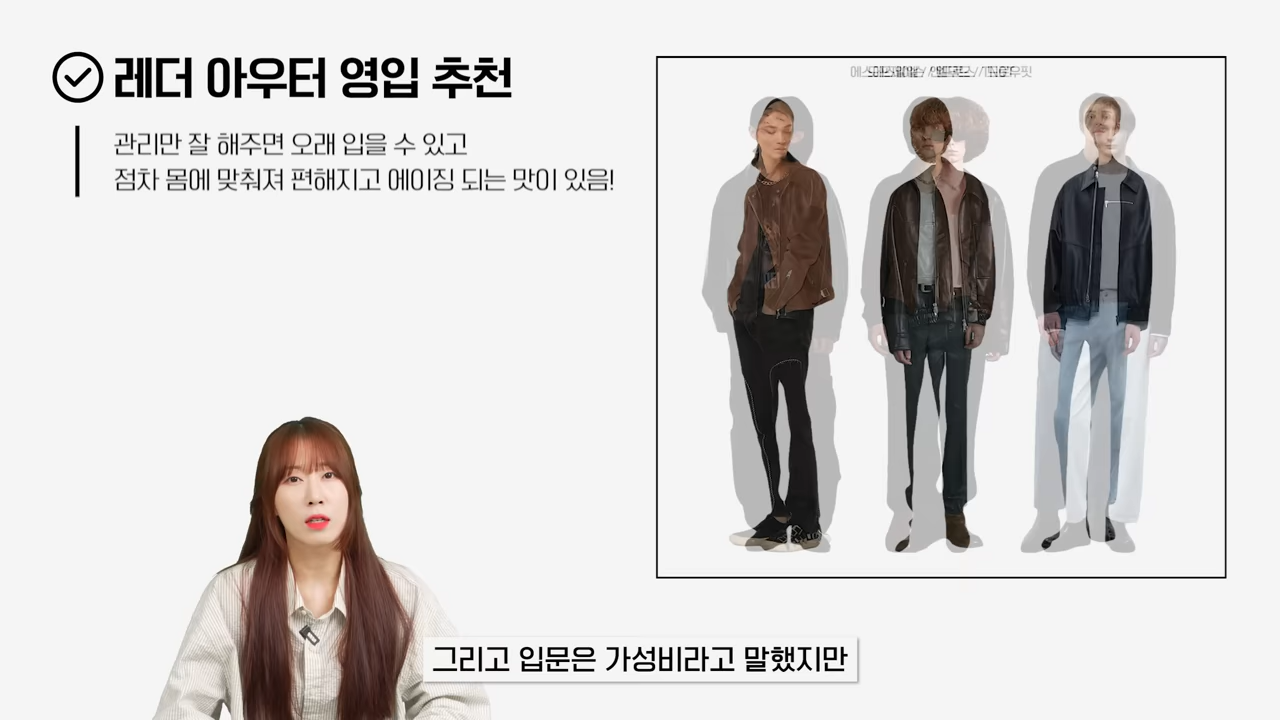 레더 아우터 영입 추천
관리만 잘 해주면 오래 입을 수 있고
점차 몸에 맞춰져 편해지고 에이징 되는 맛이 있음!
그리고 입문은 가성비라고 말했지만